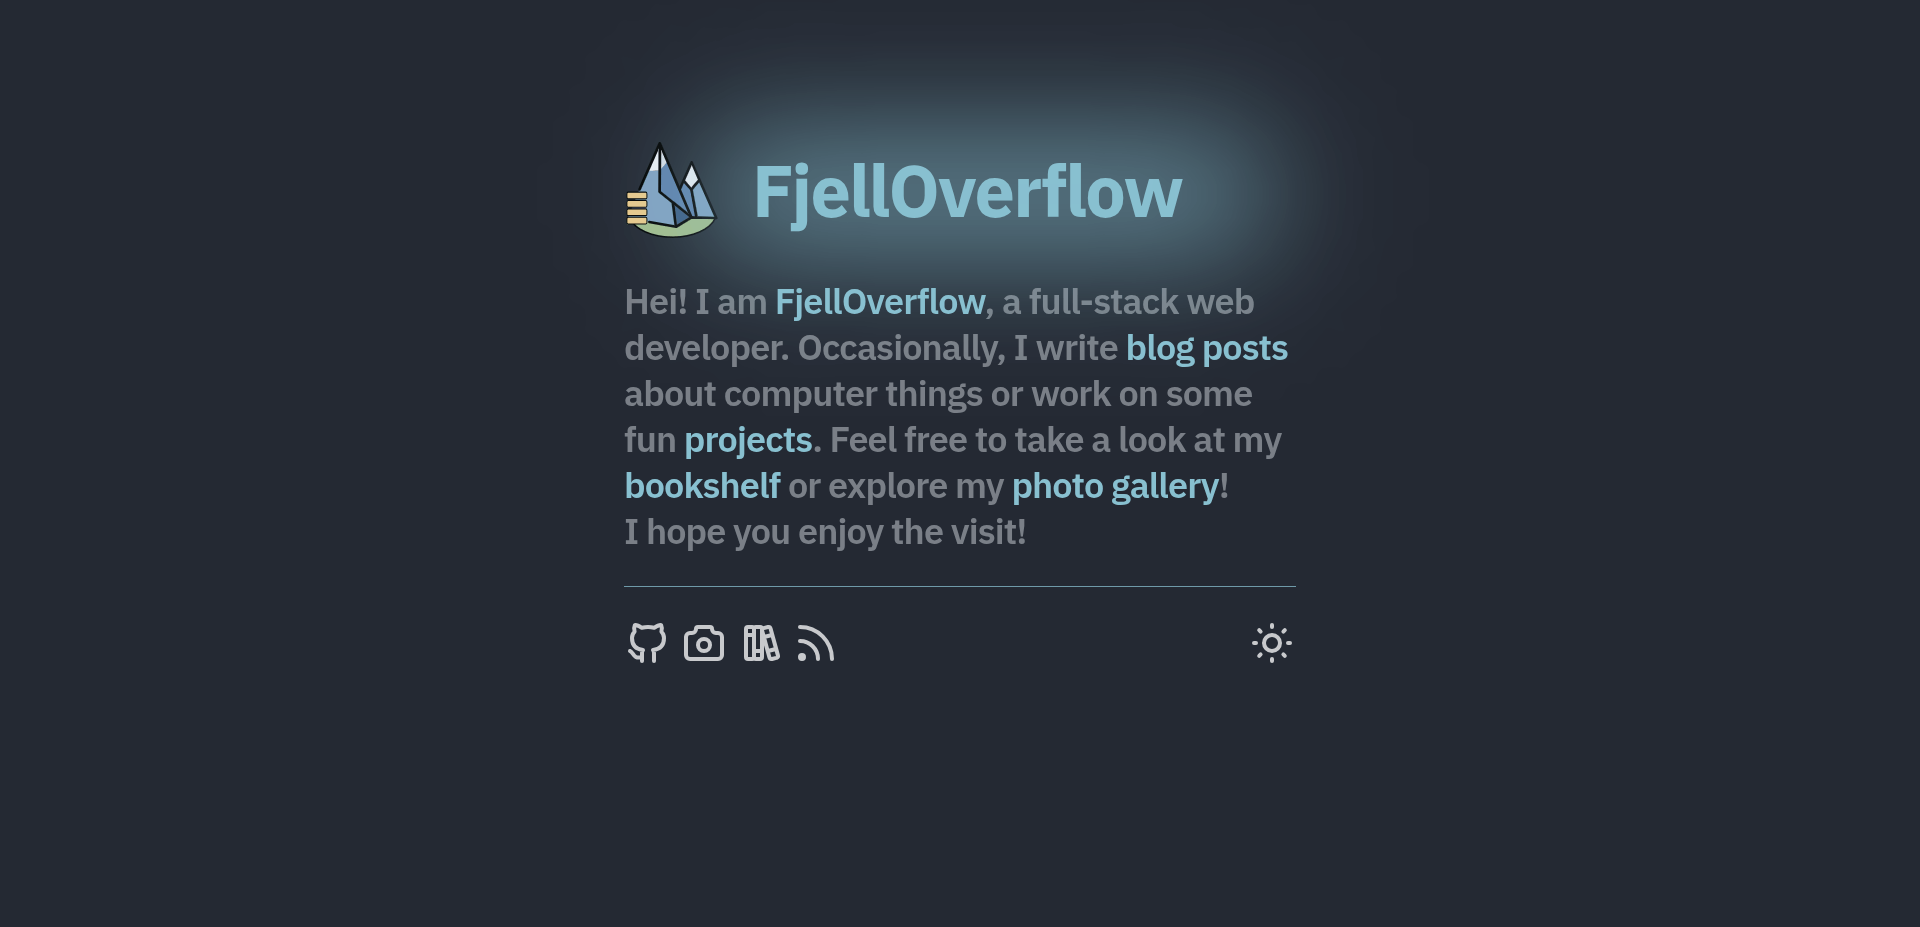 FjellOverflow
Hei! I am FjellOverflow, a full-stack web
developer. Occasionally, I write blog posts
about computer things or work on some
fun projects. Feel free to take a look at my
bookshelf or explore my photo gallery!
I hope you enjoy the visit!